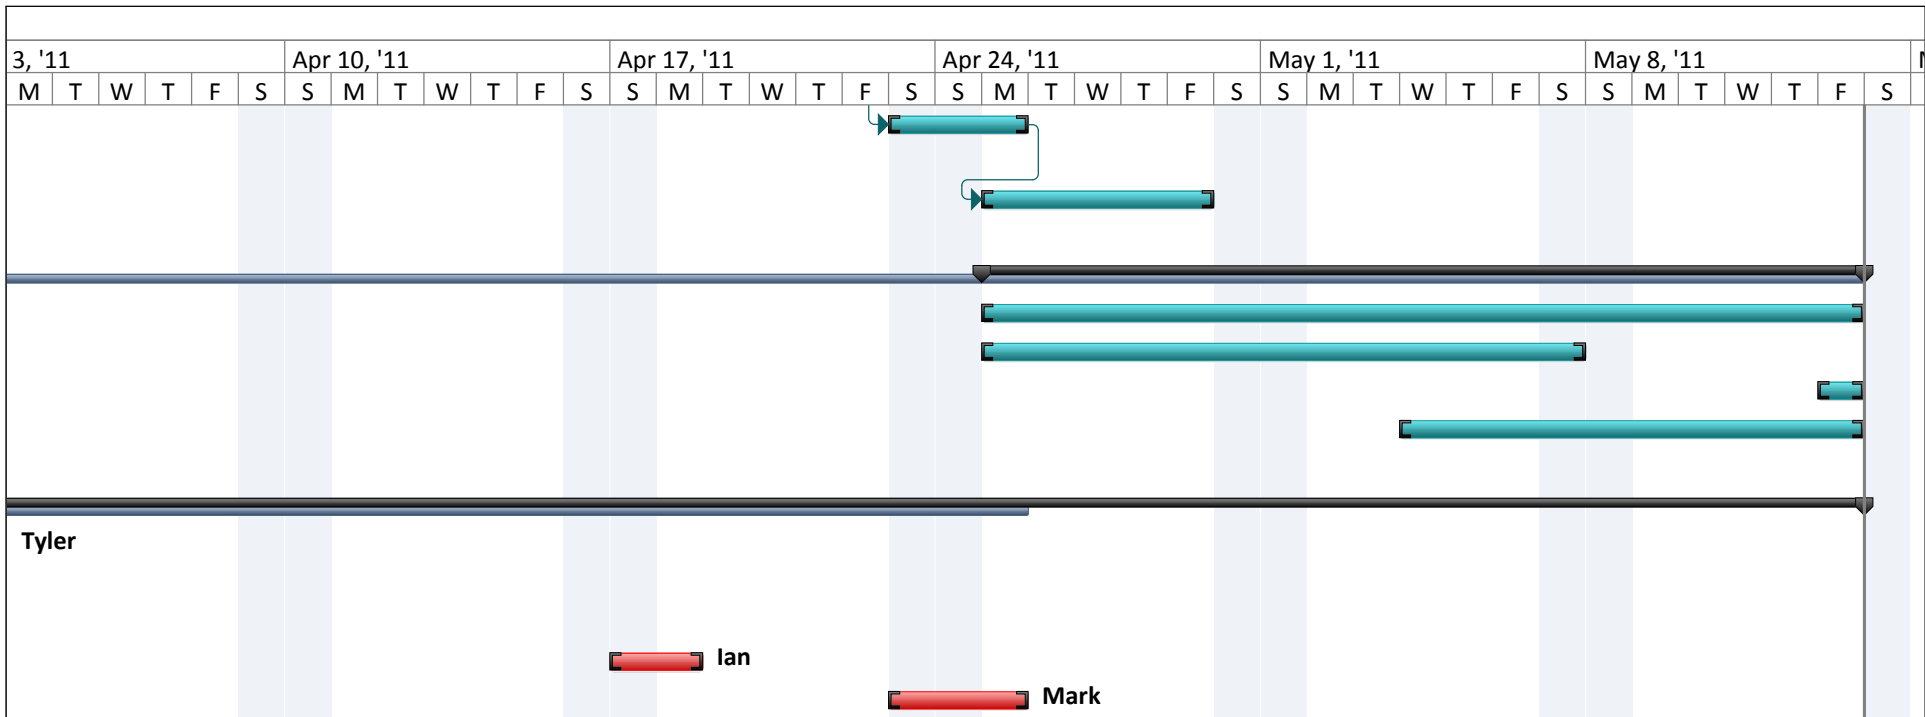 3, '11 Apr 10, '11 Apr 17, '11 Apr 24, '11 May 1, '11 May 8, '11
M T W T F S S M T W T F S S M T W T F S S M T W T F S S M T W T F S S M T W T F S
Tyler
Ian
Mark